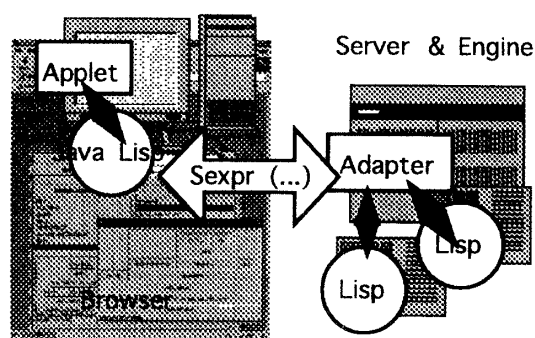 Server & Engine
Applet
Java Lisp
Sexpr (...)
Adapter
Lisp
Lisp
Browser